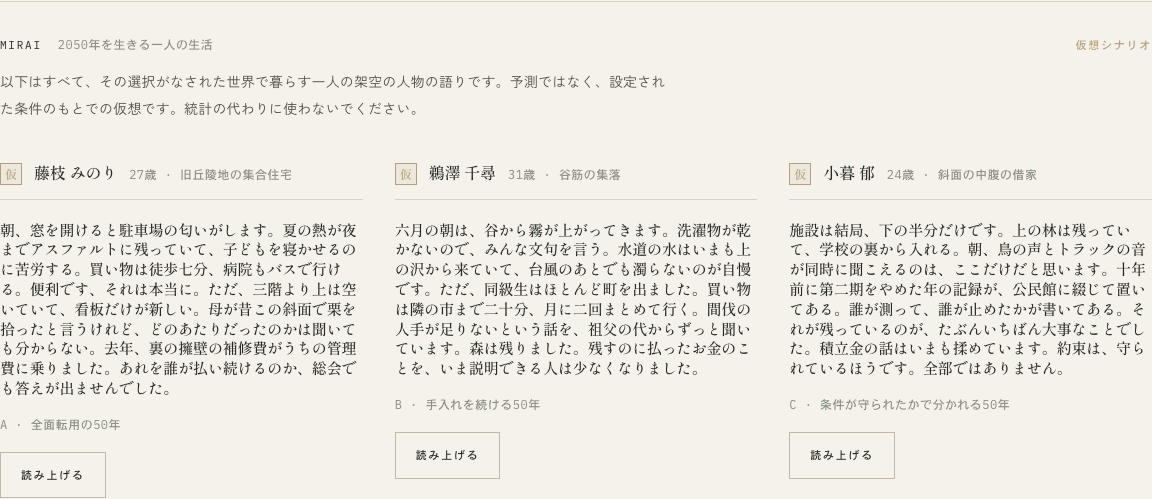 MIRAI 2050年を生きる一人の生活
仮想シナリオ
以下はすべて、その選択がなされた世界で暮らす一人の架空の人物の語りです。予測ではなく、設定され
た条件のもとでの仮想です。統計の代わりに使わないでください。
仮 藤枝 みのり 27歳 · 旧丘陵地の集合住宅
朝、窓を開けると駐車場の匂いがします。夏の熱が夜
までアスファルトに残っていて、子どもを寝かせるの
に苦労する。買い物は徒歩七分、病院もバスで行け
る。便利です、それは本当に。ただ、三階より上は空
いていて、看板だけが新しい。母が昔この斜面で栗を
拾ったと言うけれど、どのあたりだったのかは聞いて
も分からない。去年、裏の擁壁の補修費がうちの管理
費に乗りました。あれを誰が払い続けるのか、総会で
も答えが出ませんでした。
A · 全面転用の50年
読み上げる
仮 鵜澤 千尋 31歳 · 谷筋の集落
六月の朝は、谷から霧が上がってきます。洗濯物が乾
かないので、みんな文句を言う。水道の水はいまも上
の沢から来ていて、台風のあとでも濁らないのが自慢
です。ただ、同級生はほとんど町を出ました。買い物
は隣の市まで二十分、月に二回まとめて行く。間伐の
人手が足りないという話を、祖父の代からずっと聞い
ています。森は残りました。残すのに払ったお金のこ
とを、いま説明できる人は少なくなりました。
B · 手入れを続ける50年
読み上げる
仮 小暮 郁 24歳 · 斜面の中腹の借家
施設は結局、下の半分だけです。上の林は残ってい
て、学校の裏から入れる。朝、鳥の声とトラックの音
が同時に聞こえるのは、ここだけだと思います。十年
前に第二期をやめた年の記録が、公民館に綴じて置い
てある。誰が測って、誰が止めたかが書いてある。そ
れが残っているのが、たぶんいちばん大事なことでし
た。積立金の話はいまも揉めています。約束は、守ら
れているほうです。全部ではありません。
C · 条件が守られたかで分かれる50年
読み上げる